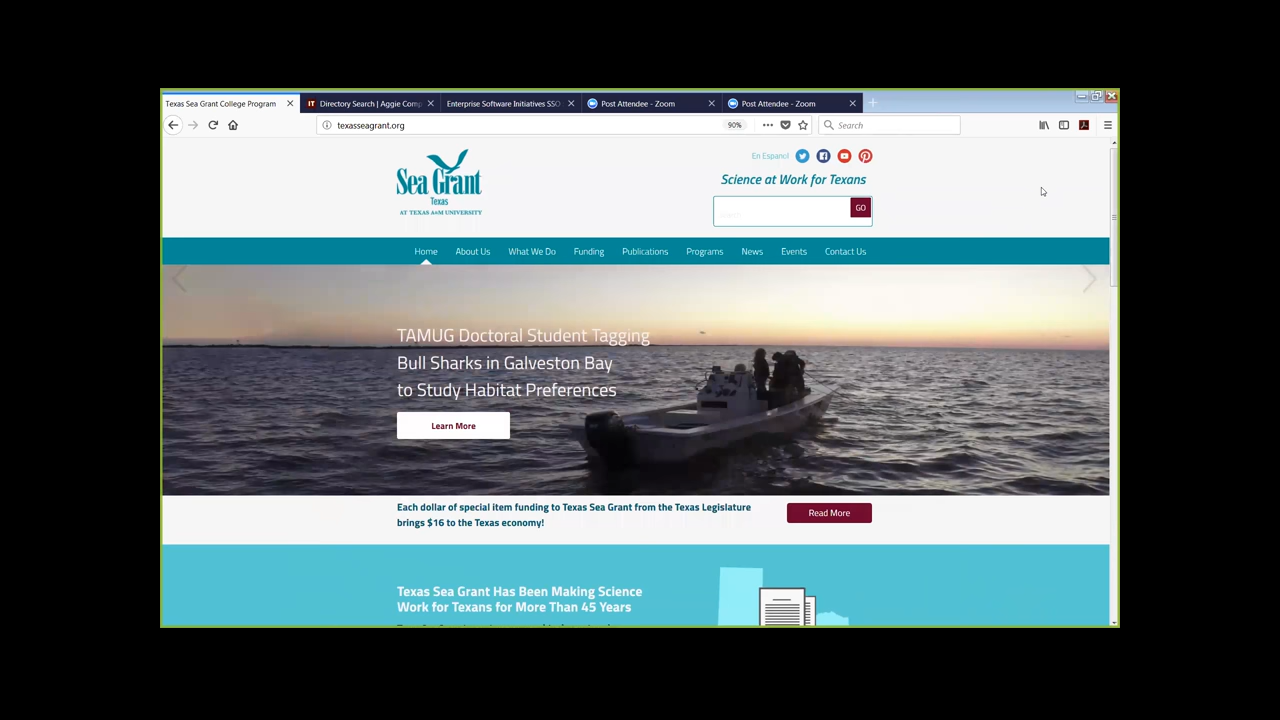 Texas Sea Grant College Program
IT Directory Search | Aggie Com
Enterprise Software Initiatives SSO
Post Attendee - Zoom
Post Attendee - Zoom
texasseagrant.org
90%
Search
En Espanol
Sea Grant
Texas
AT TEXAS A&M UNIVERSITY
Science at Work for Texans
GO
Home
About Us
What We Do
Funding
Publications
Programs
News
Events
Contact Us
TAMUG Doctoral Student Tagging
Bull Sharks in Galveston Bay
to Study Habitat Preferences
Learn More
Each dollar of special item funding to Texas Sea Grant from the Texas Legislature
brings $16 to the Texas economy!
Read More
Texas Sea Grant Has Been Making Science
Work for Texans for More Than 45 Years